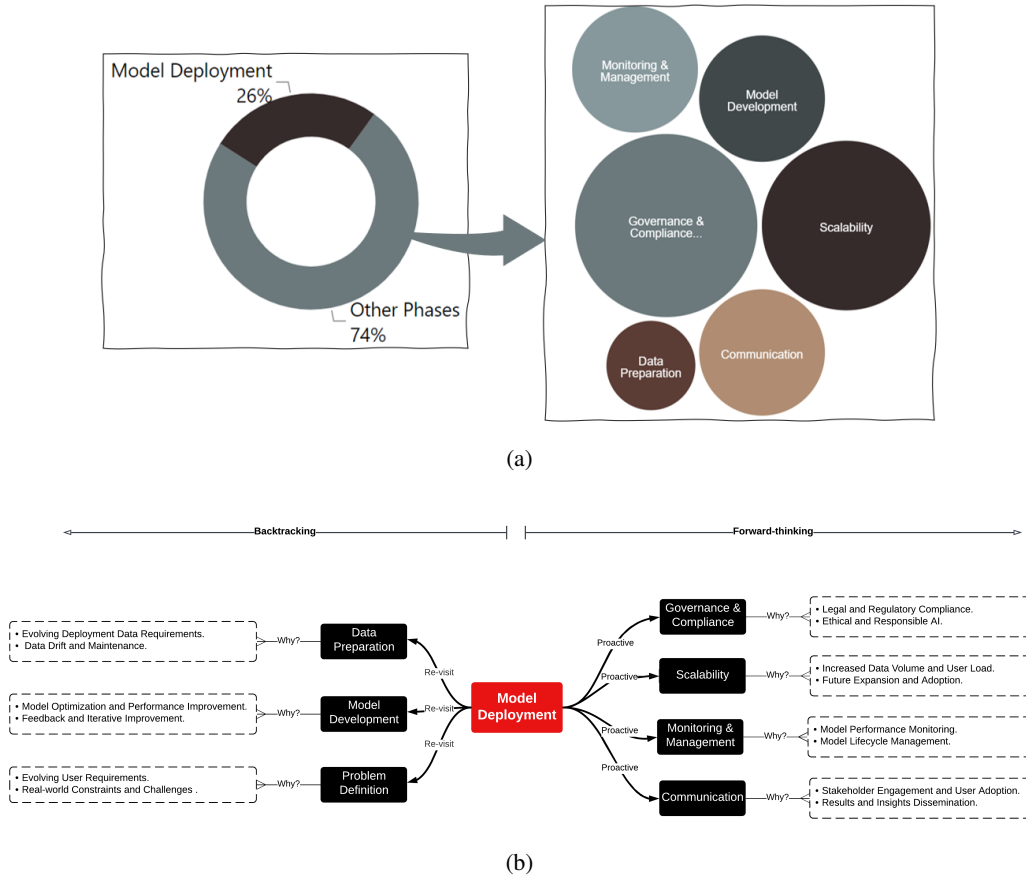 Model Deployment
26%
Other Phases
74%
Monitoring &
Management
Model
Development
Governance &
Compliance...
Scalability
Data
Preparation
Communication
(a)
Backtracking
Forward-thinking
• Evolving Deployment Data Requirements.
• Data Drift and Maintenance.
Why?
Data
Preparation
Re-visit
• Model Optimization and Performance Improvement.
• Feedback and Iterative Improvement.
Why?
Model
Development
Re-visit
• Evolving User Requirements.
• Real-world Constraints and Challenges .
Why?
Problem
Definition
Re-visit
Model
Deployment
Proactive
Governance &
Compliance
Why?
• Legal and Regulatory Compliance.
• Ethical and Responsible AI.
Proactive
Scalability
Why?
• Increased Data Volume and User Load.
• Future Expansion and Adoption.
Proactive
Monitoring &
Management
Why?
• Model Performance Monitoring.
• Model Lifecycle Management.
Proactive
Communication
Why?
• Stakeholder Engagement and User Adoption.
• Results and Insights Dissemination.
(b)